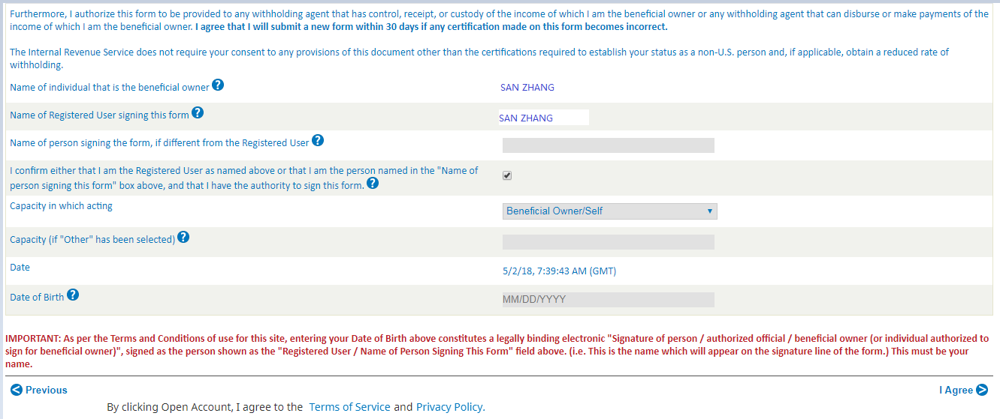 Furthermore, I authorize this form to be provided to any withholding agent that has control, receipt, or custody of the income of which I am the beneficial owner or any withholding agent that can disburse or make payments of the
income of which I am the beneficial owner. I agree that I will submit a new form within 30 days if any certification made on this form becomes incorrect.
The Internal Revenue Service does not require your consent to any provisions of this document other than the certifications required to establish your status as a non-U.S. person and, if applicable, obtain a reduced rate of
withholding.
Name of individual that is the beneficial owner ? SAN ZHANG
Name of Registered User signing this form ? SAN ZHANG
Name of person signing the form, if different from the Registered User ?
I confirm either that I am the Registered User as named above or that I am the person named in the "Name of
person signing this form" box above, and that I have the authority to sign this form. ?
Capacity in which acting Beneficial Owner/Self
Capacity (if "Other" has been selected) ?
Date 5/2/18, 7:39:43 AM (GMT)
Date of Birth ? MM/DD/YYYY
IMPORTANT: As per the Terms and Conditions of use for this site, entering your Date of Birth above constitutes a legally binding electronic "Signature of person / authorized official / beneficial owner (or individual authorized to
sign for beneficial owner)", signed as the person shown as the "Registered User / Name of Person Signing This Form" field above. (i.e. This is the name which will appear on the signature line of the form.) This must be your
name.
Previous I Agree
By clicking Open Account, I agree to the Terms of Service and Privacy Policy.